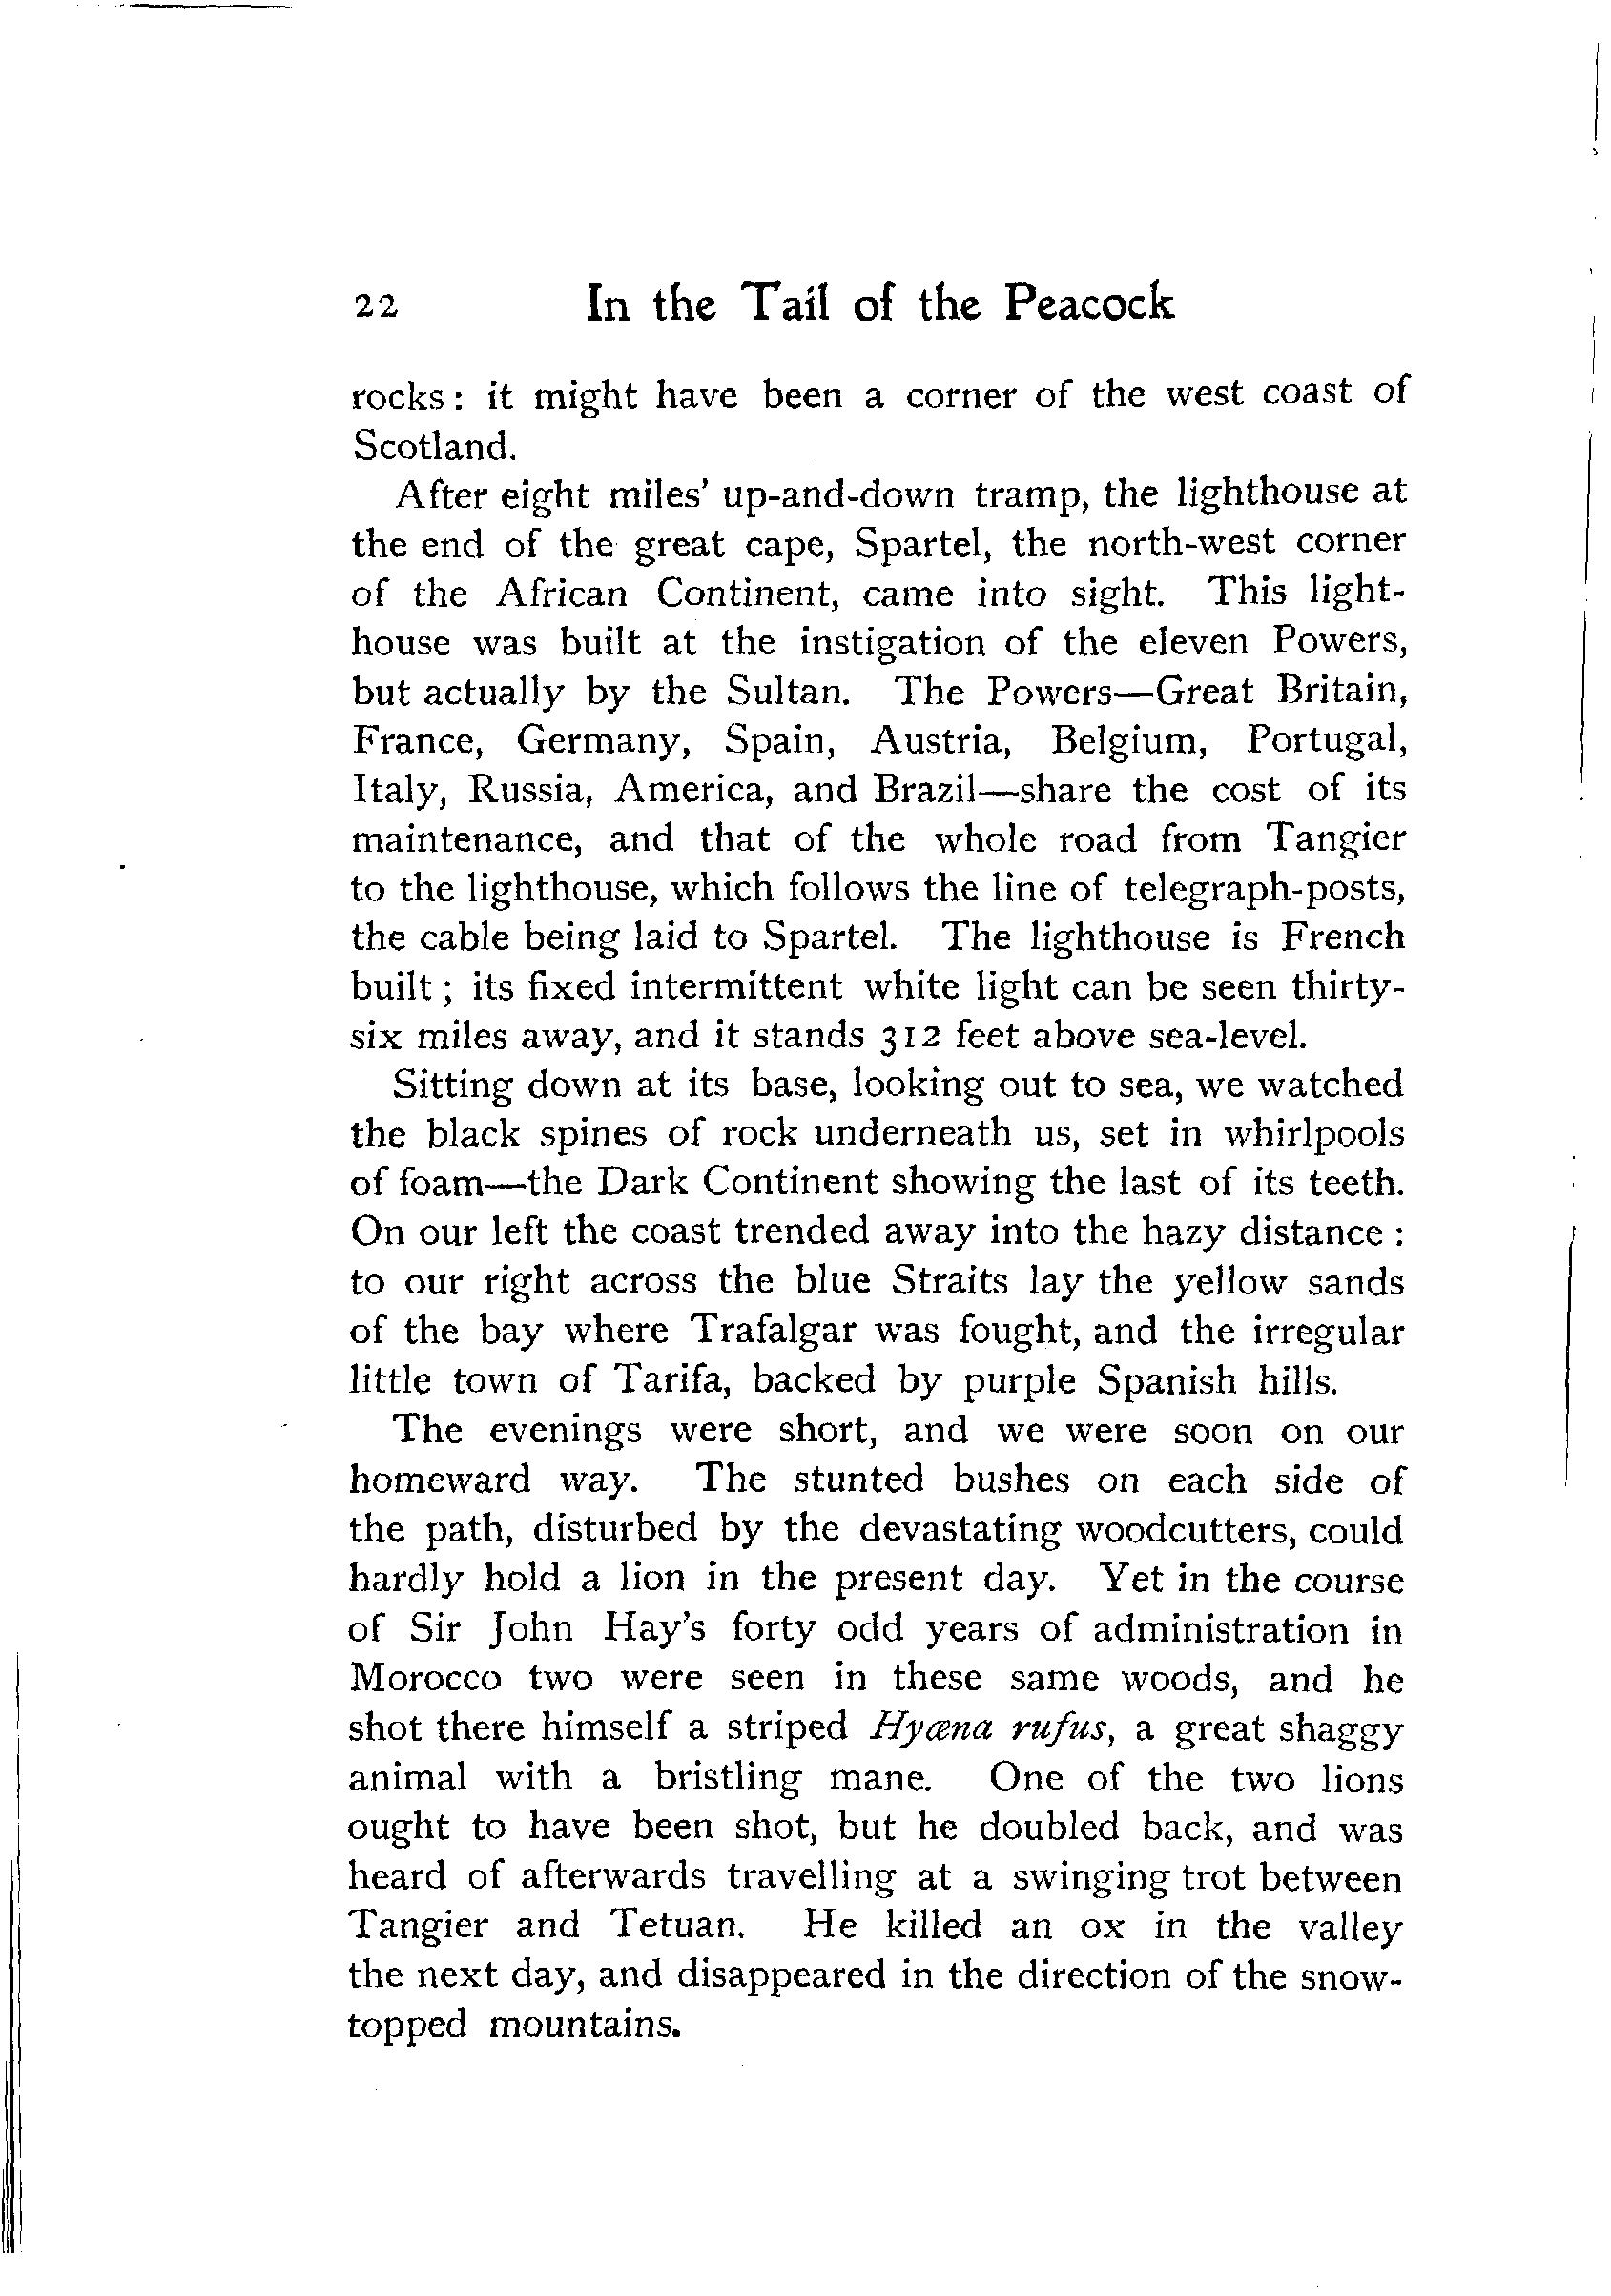 22 In the Tail of the Peacock
rocks: it might have been a corner of the west coast of
Scotland.
After eight miles' up-and-down tramp, the lighthouse at
the end of the great cape, Spartel, the north-west corner
of the African Continent, came into sight. This light-
house was built at the instigation of the eleven Powers,
but actually by the Sultan. The Powers—Great Britain,
France, Germany, Spain, Austria, Belgium, Portugal,
Italy, Russia, America, and Brazil—share the cost of its
maintenance, and that of the whole road from Tangier
to the lighthouse, which follows the line of telegraph-posts,
the cable being laid to Spartel. The lighthouse is French
built; its fixed intermittent white light can be seen thirty-
six miles away, and it stands 312 feet above sea-level.
Sitting down at its base, looking out to sea, we watched
the black spines of rock underneath us, set in whirlpools
of foam—the Dark Continent showing the last of its teeth.
On our left the coast trended away into the hazy distance :
to our right across the blue Straits lay the yellow sands
of the bay where Trafalgar was fought, and the irregular
little town of Tarifa, backed by purple Spanish hills.
The evenings were short, and we were soon on our
homeward way. The stunted bushes on each side of
the path, disturbed by the devastating woodcutters, could
hardly hold a lion in the present day. Yet in the course
of Sir John Hay's forty odd years of administration in
Morocco two were seen in these same woods, and he
shot there himself a striped Hyæna rufus, a great shaggy
animal with a bristling mane. One of the two lions
ought to have been shot, but he doubled back, and was
heard of afterwards travelling at a swinging trot between
Tangier and Tetuan. He killed an ox in the valley
the next day, and disappeared in the direction of the snow-
topped mountains.